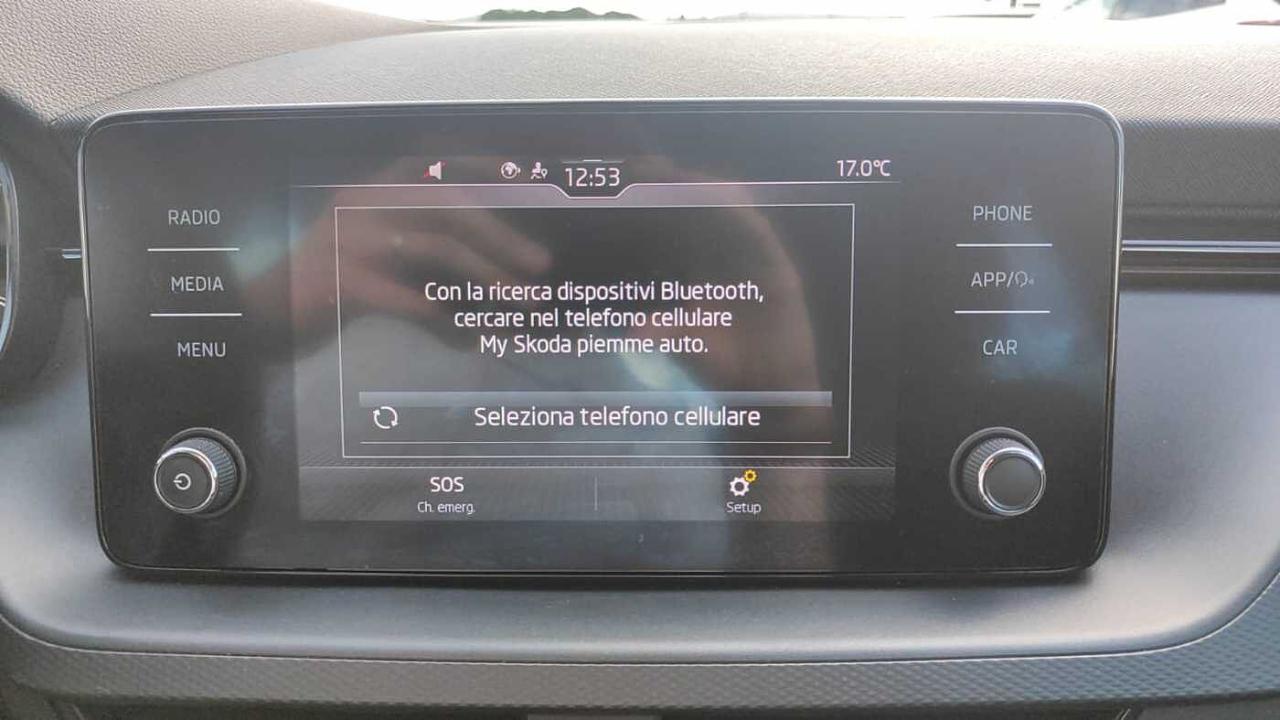 12:53
17.0°C
RADIO
MEDIA
MENU
Con la ricerca dispositivi Bluetooth,
cercare nel telefono cellulare
My Skoda piemme auto.
Seleziona telefono cellulare
SOS
Ch. emerg.
Setup
PHONE
APP/
CAR